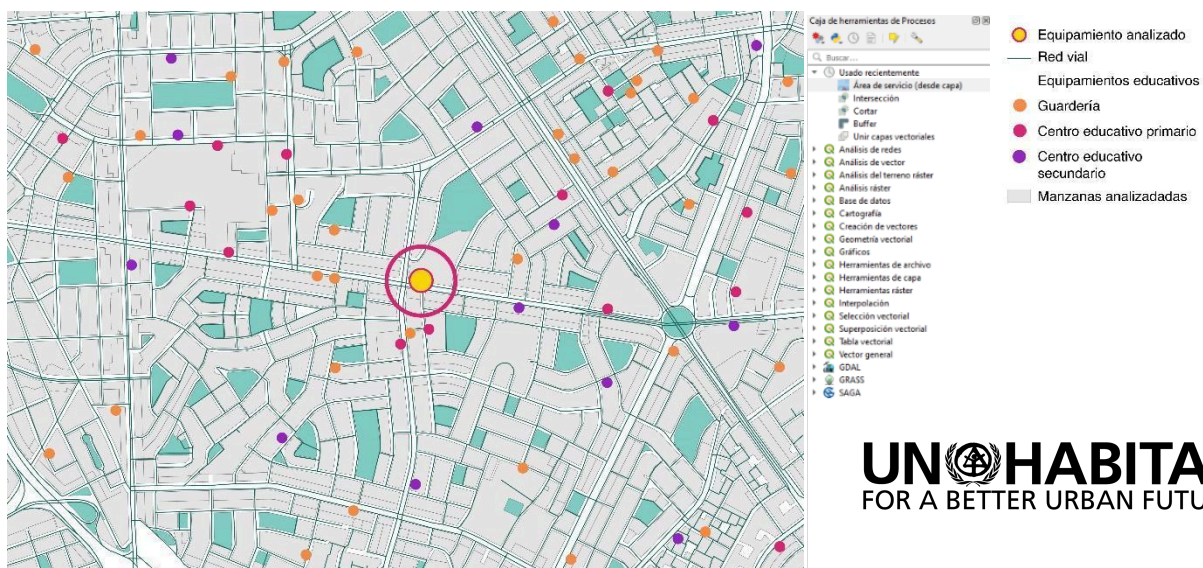 Caja de herramientas de Procesos
Buscar...
Usado recientemente
Área de servicio (desde capa)
Intersección
Cortar
Buffer
Unir capas vectoriales
Análisis de redes
Análisis de vector
Análisis del terreno ráster
Análisis ráster
Base de datos
Cartografía
Creación de vectores
Geometría vectorial
Gráficos
Herramientas de archivo
Herramientas de capa
Herramientas ráster
Interpolación
Selección vectorial
Superposición vectorial
Tabla vectorial
Vector general
GDAL
GRASS
SAGA
Equipamiento analizado
Red vial
Equipamientos educativos
Guardería
Centro educativo primario
Centro educativo
secundario
Manzanas analizadadas
UN HABITA
FOR A BETTER URBAN FUTU